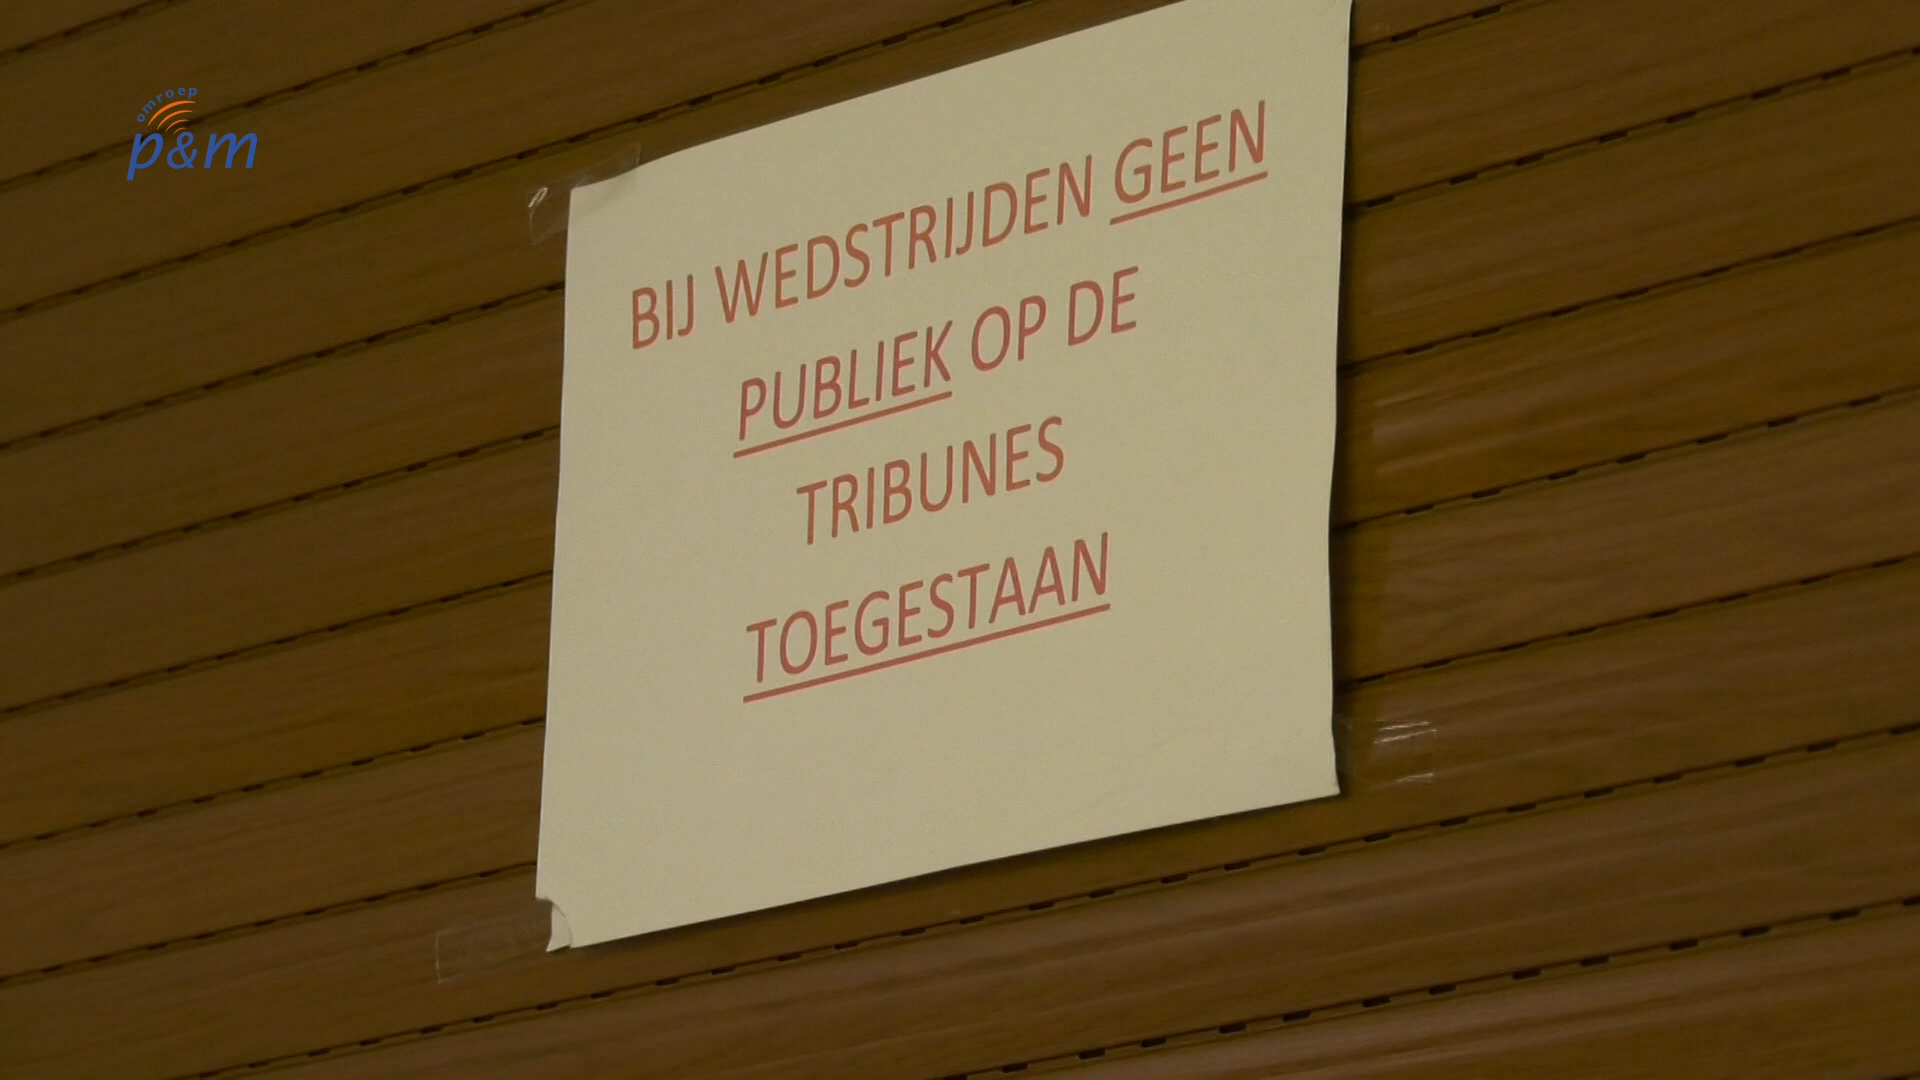 omroep
p&m
BIJ WEDSTRIJDEN GEEN
PUBLIEK OP DE
TRIBUNES
TOEGESTAAN